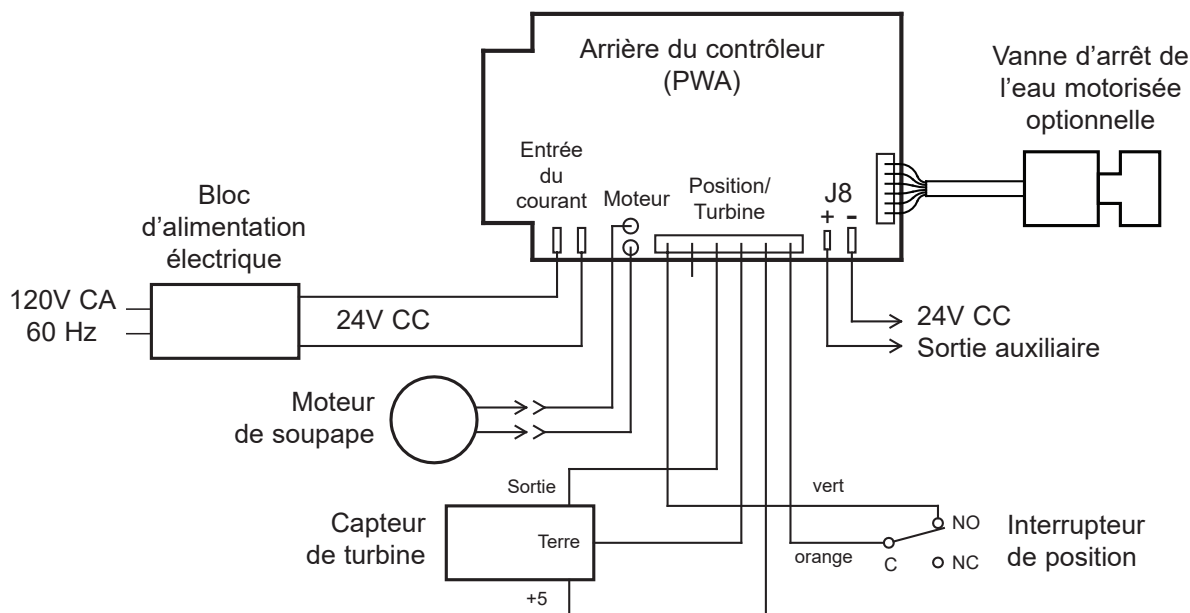 Arrière du contrôleur
(PWA)
Vanne d’arrêt de
l’eau motorisée
optionnelle
Entrée
du
courant
Moteur
Position/
Turbine
J8
+ -
Bloc
d’alimentation
électrique
120V CA
60 Hz
24V CC
24V CC
Sortie auxiliaire
Moteur
de soupape
Sortie
vert
Capteur
de turbine
Terre
orange
C
NO
NC
Interrupteur
de position
+5